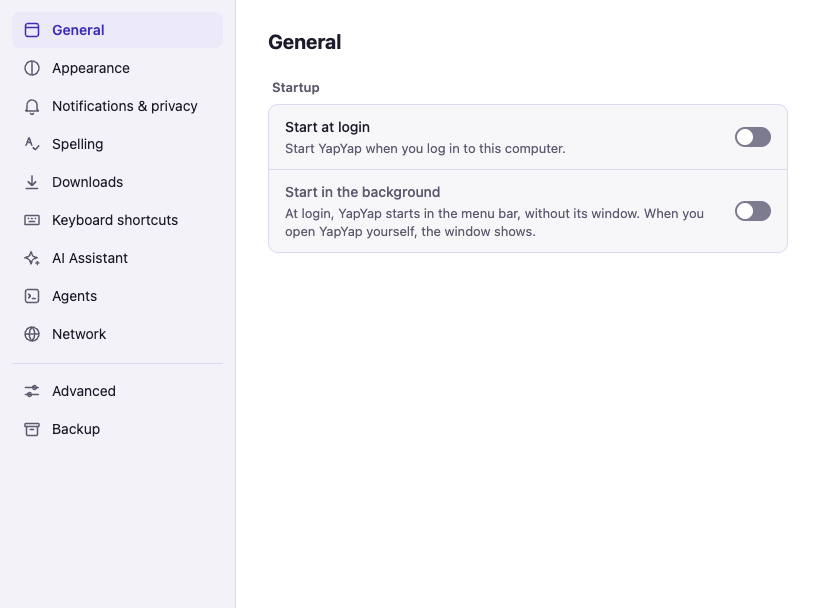 General
Appearance
Notifications & privacy
Spelling
Downloads
Keyboard shortcuts
AI Assistant
Agents
Network
Advanced
Backup
General
Startup
Start at login
Start YapYap when you log in to this computer.
Start in the background
At login, YapYap starts in the menu bar, without its window. When you
open YapYap yourself, the window shows.